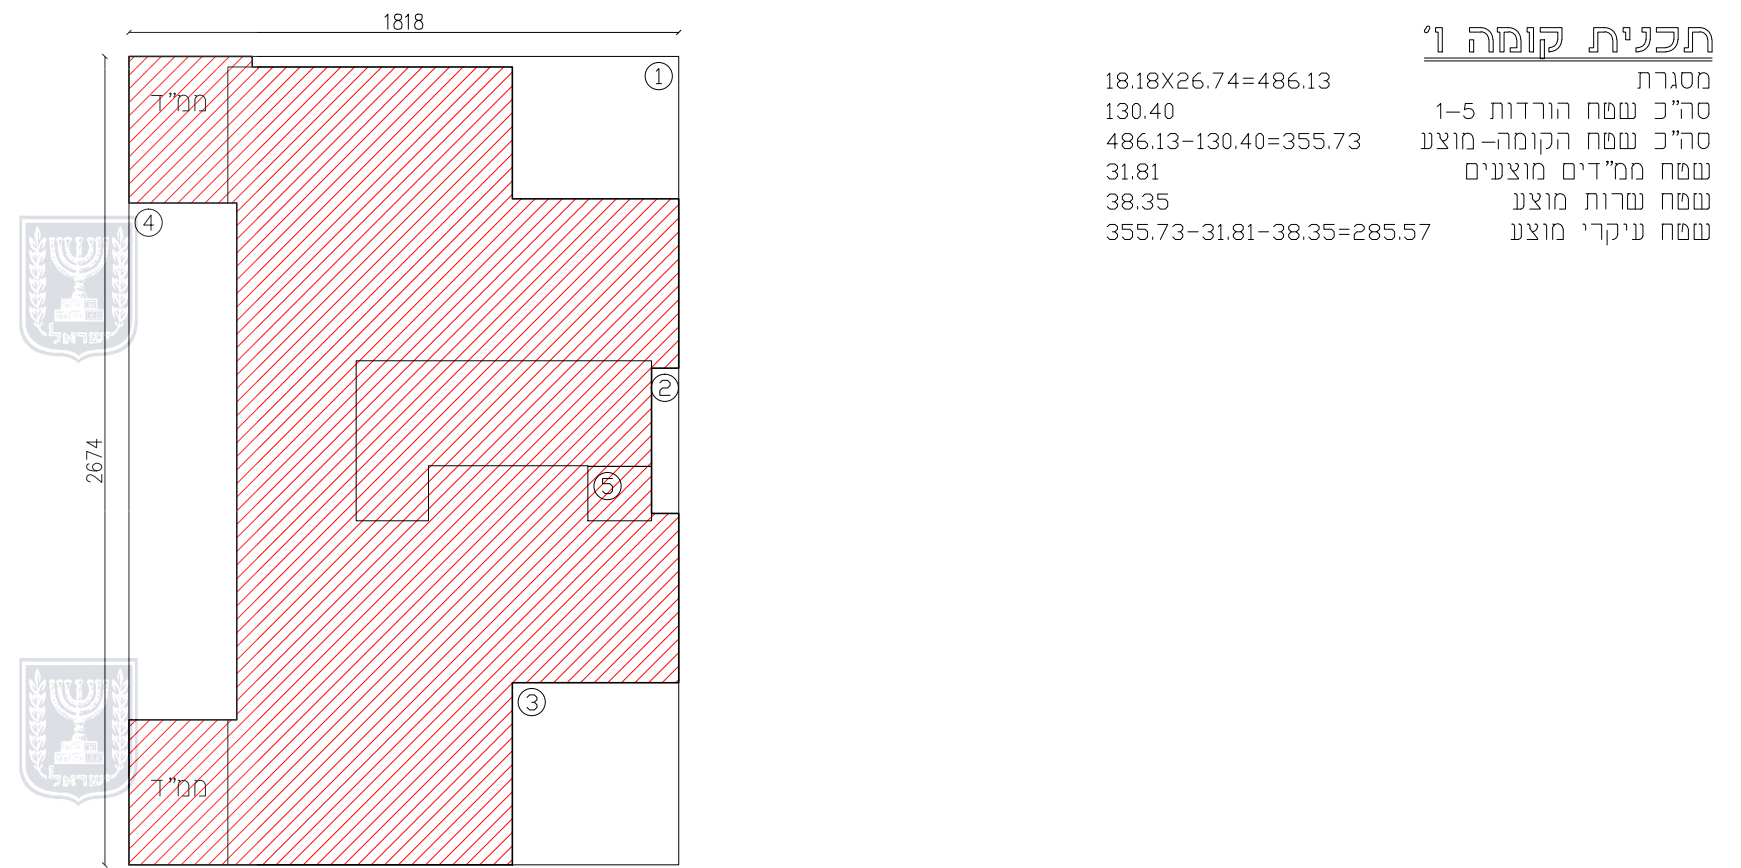 תכנית קומה ו'
מסגרת 18.18X26.74=486.13
סה"כ שטח הורדות 1-5 130.40
סה"כ שטח הקומה-מוצע 486.13-130.40=355.73
שטח ממ"דים מוצעים 31.81
שטח שרות מוצע 38.35
שטח עיקרי מוצע 355.73-31.81-38.35=285.57
1818
1
ממ"ד
4
ישראל
2
2674
5
3
ישראל
ממ"ד